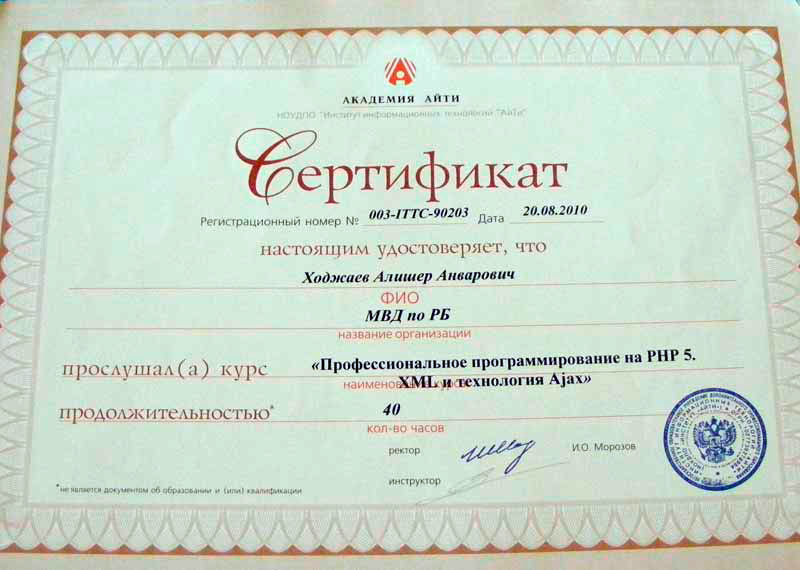 АКАДЕМИЯ АЙТИ
НОУДПО "Институт информационных технологий "АйТи"
Сертификат
Регистрационный номер № 003-ITTC-90203 Дата 20.08.2010
настоящим удостоверяет, что
Ходжаев Алишер Анварович
ФИО
МВД по РБ
название организации
прослушал(а) курс «Профессиональное программирование на PHP 5.
XML и технология Ajax»
наименование курса
продолжительностью* 40
кол-во часов
ректор И.О. Морозов
инструктор
*не является документом об образовании и (или) квалификации